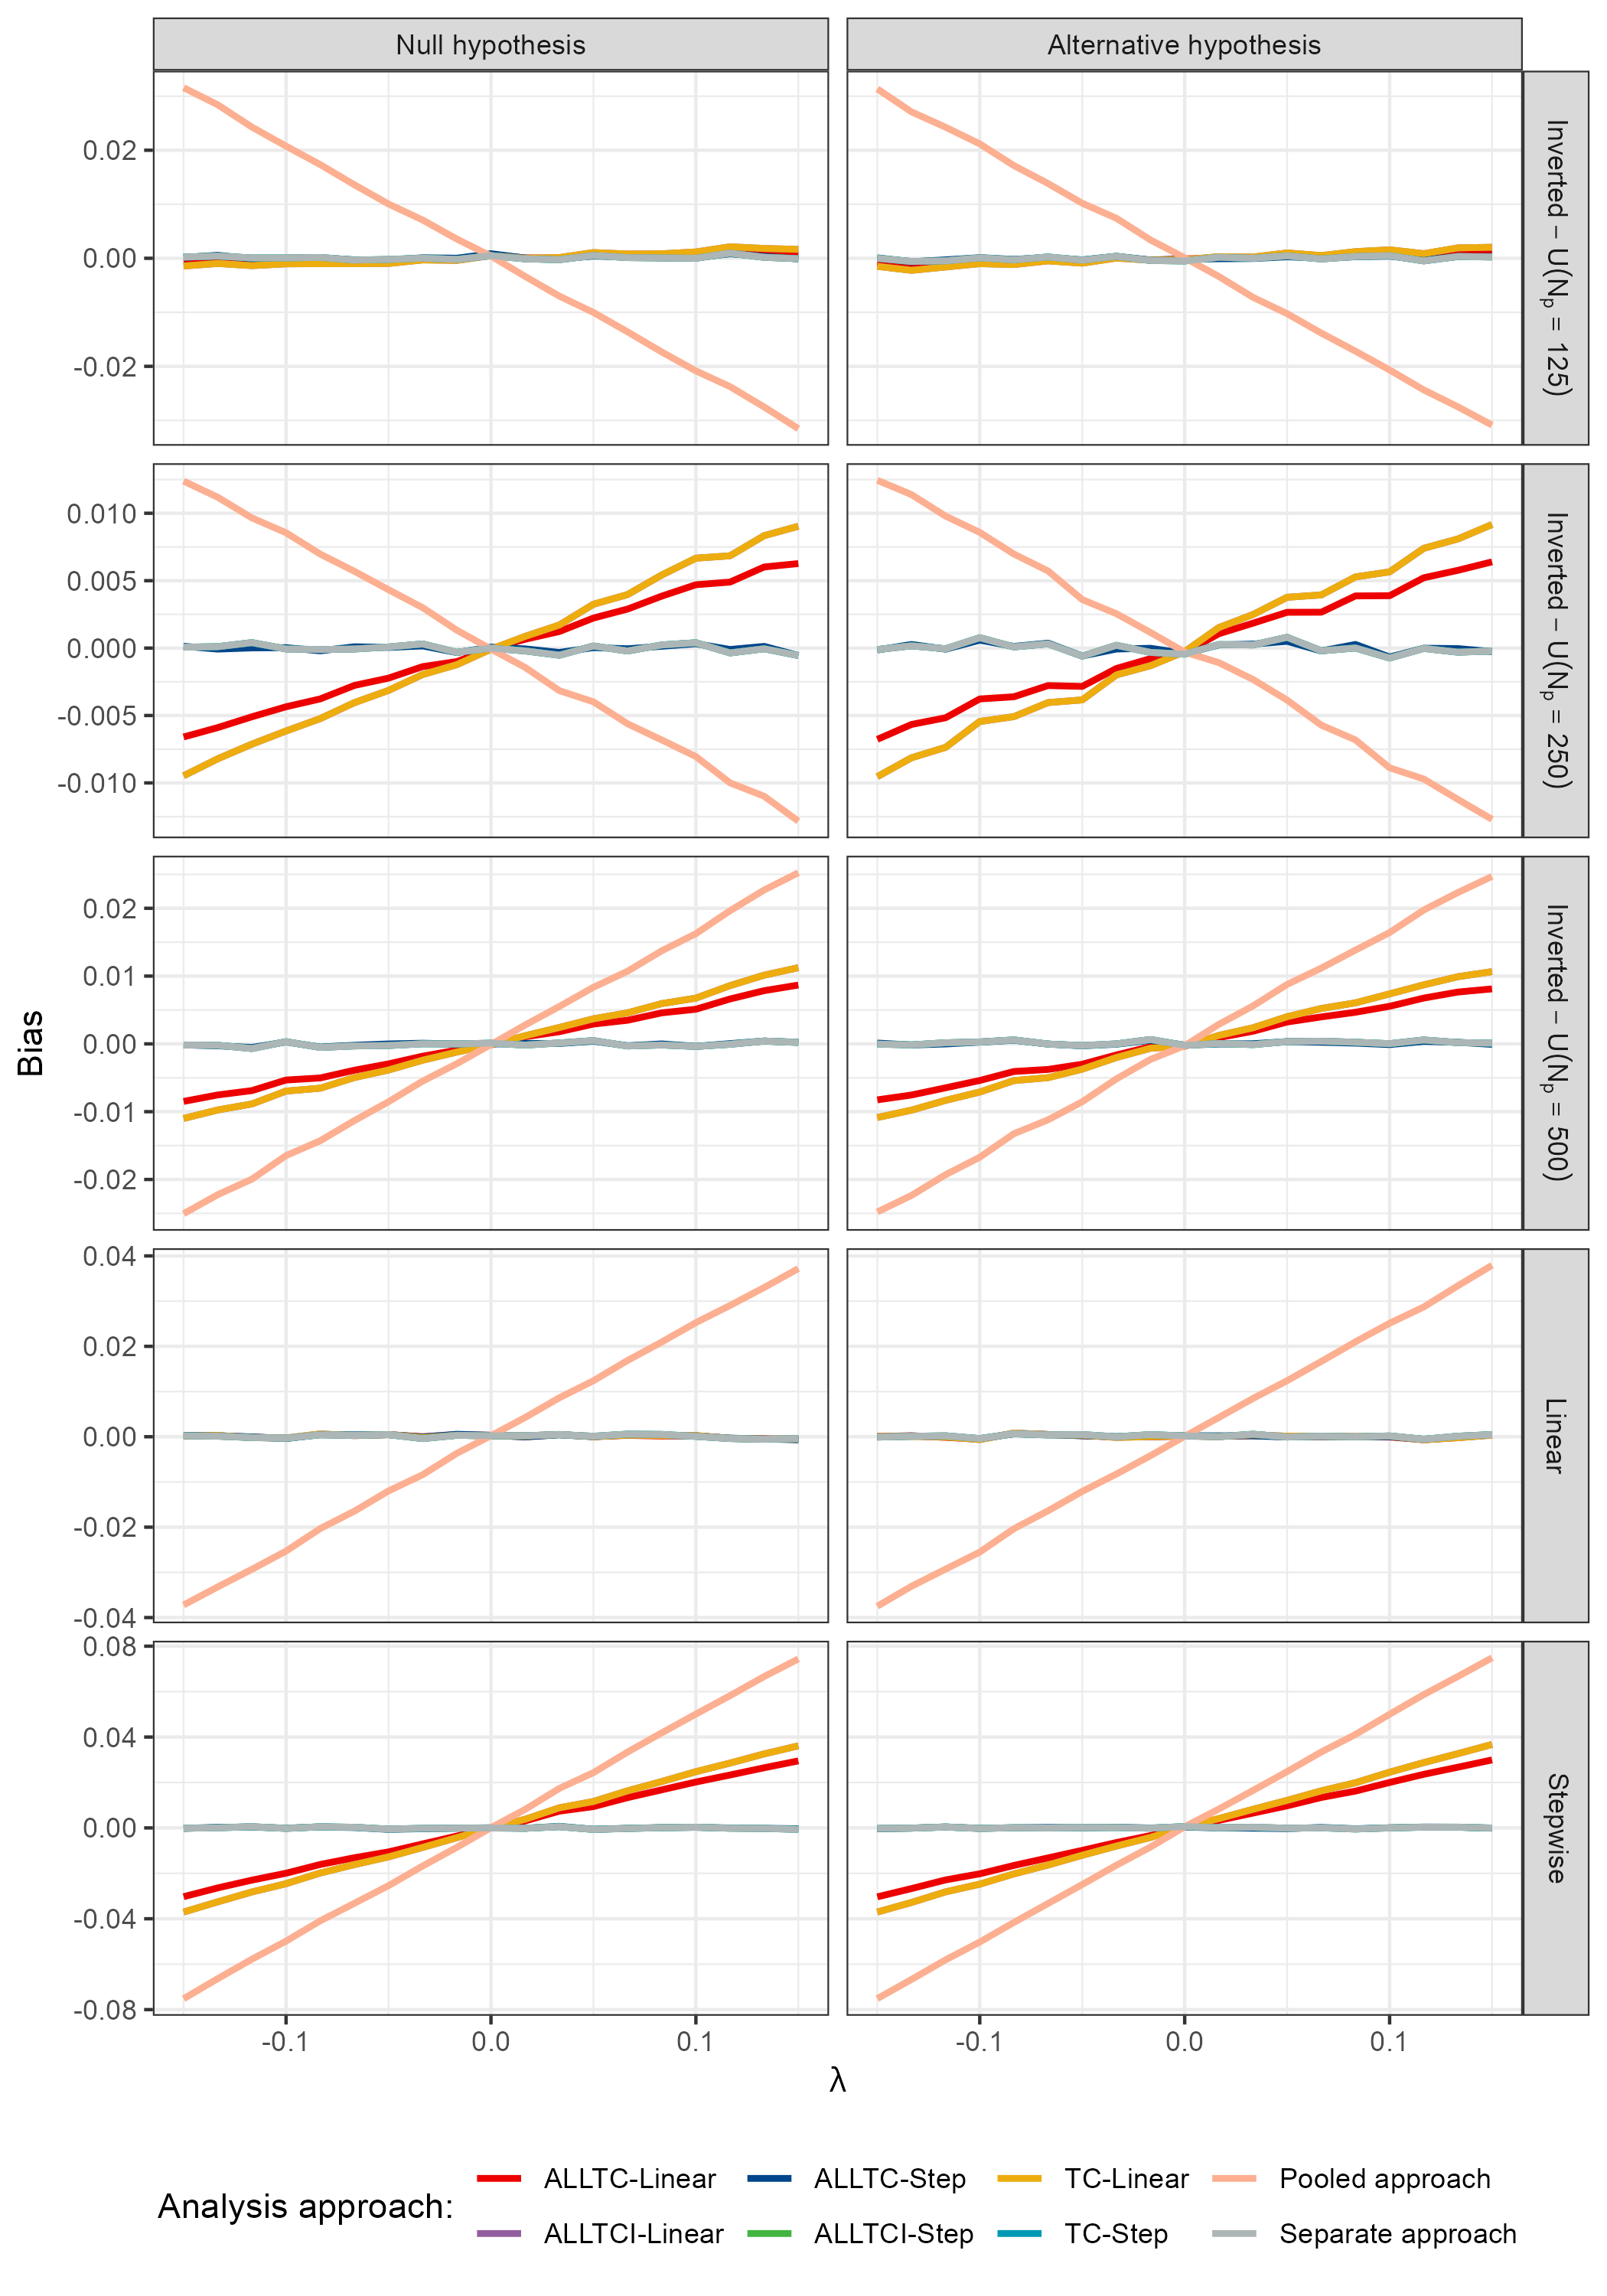 Null hypothesis
Alternative hypothesis
0.02
0.00
-0.02
Inverted − U(Np = 125)
0.010
0.005
0.000
-0.005
-0.010
Inverted − U(Np = 250)
0.02
0.01
0.00
-0.01
-0.02
Inverted − U(Np = 500)
Bias
0.04
0.02
0.00
-0.02
-0.04
Linear
0.08
0.04
0.00
-0.04
-0.08
Stepwise
-0.1 0.0 0.1 -0.1 0.0 0.1
λ
Analysis approach:
ALLTC-Linear ALLTC-Step TC-Linear Pooled approach
ALLTCI-Linear ALLTCI-Step TC-Step Separate approach